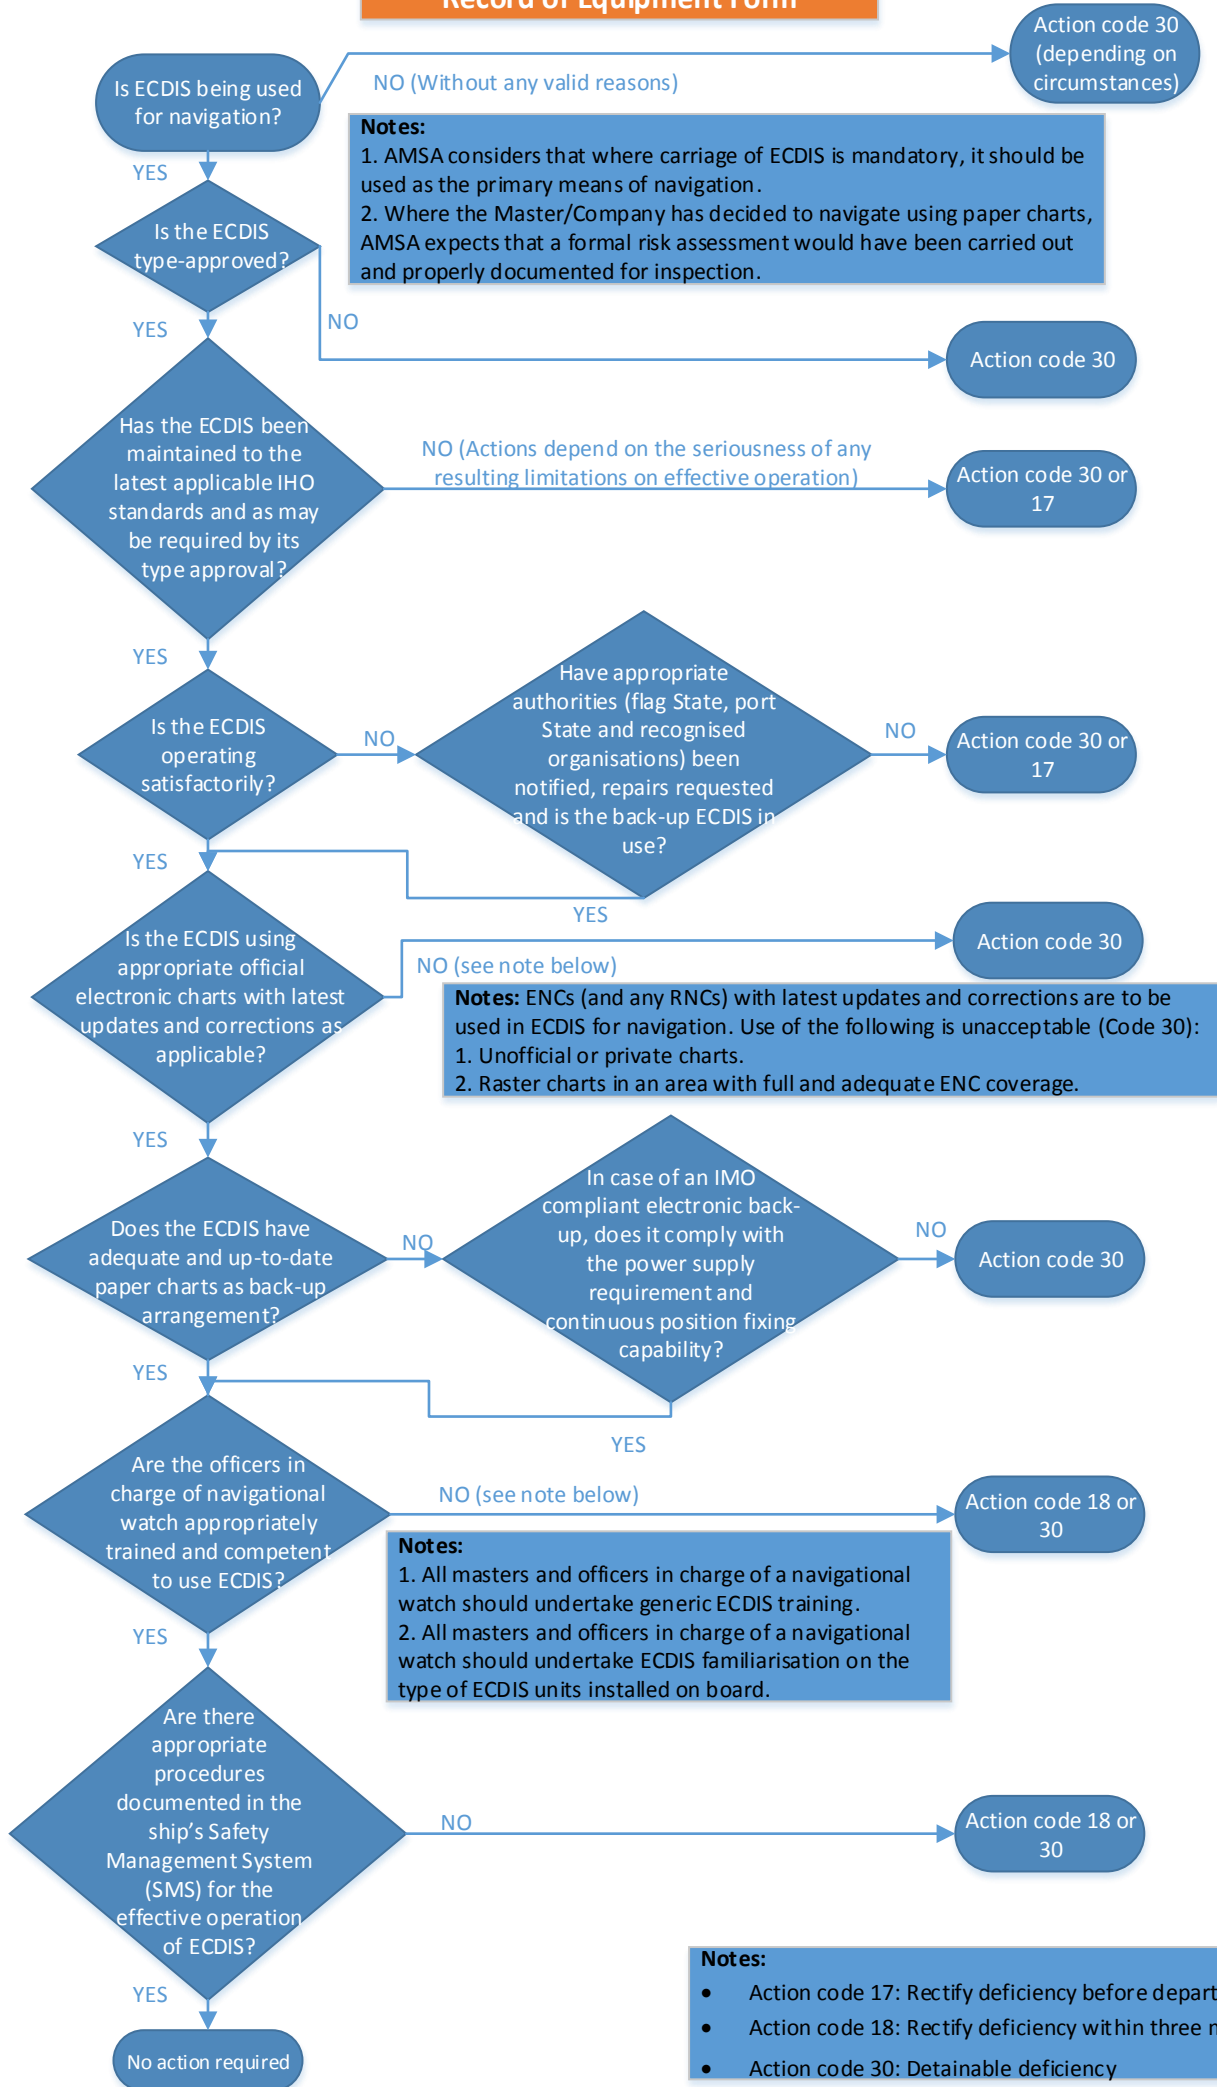 Record of Equipment Form
Action code 30
(depending on
circumstances)
Is ECDIS being used
for navigation?
NO (Without any valid reasons)
Notes:
1. AMSA considers that where carriage of ECDIS is mandatory, it should be
used as the primary means of navigation.
2. Where the Master/Company has decided to navigate using paper charts,
AMSA expects that a formal risk assessment would have been carried out
and properly documented for inspection.
YES
Is the ECDIS
type-approved?
NO
YES
Action code 30
Has the ECDIS been
maintained to the
latest applicable IHO
standards and as may
be required by its
type approval?
NO (Actions depend on the seriousness of any
resulting limitations on effective operation)
Action code 30 or
17
YES
Is the ECDIS
operating
satisfactorily?
NO
Have appropriate
authorities (flag State, port
State and recognised
organisations) been
notified, repairs requested
and is the back-up ECDIS in
use?
NO
Action code 30 or
17
YES
YES
Is the ECDIS using
appropriate official
electronic charts with latest
updates and corrections as
applicable?
NO (see note below)
Action code 30
Notes: ENCs (and any RNCs) with latest updates and corrections are to be
used in ECDIS for navigation. Use of the following is unacceptable (Code 30):
1. Unofficial or private charts.
2. Raster charts in an area with full and adequate ENC coverage.
YES
Does the ECDIS have
adequate and up-to-date
paper charts as back-up
arrangement?
NO
In case of an IMO
compliant electronic back-
up, does it comply with
the power supply
requirement and
continuous position fixing
capability?
NO
Action code 30
YES
YES
Are the officers in
charge of navigational
watch appropriately
trained and competent
to use ECDIS?
NO (see note below)
Action code 18 or
30
Notes:
1. All masters and officers in charge of a navigational
watch should undertake generic ECDIS training.
2. All masters and officers in charge of a navigational
watch should undertake ECDIS familiarisation on the
type of ECDIS units installed on board.
YES
Are there
appropriate
procedures
documented in the
ship's Safety
Management System
(SMS) for the
effective operation
of ECDIS?
NO
Action code 18 or
30
YES
No action required
Notes:
• Action code 17: Rectify deficiency before depart
• Action code 18: Rectify deficiency within three
• Action code 30: Detainable deficiency